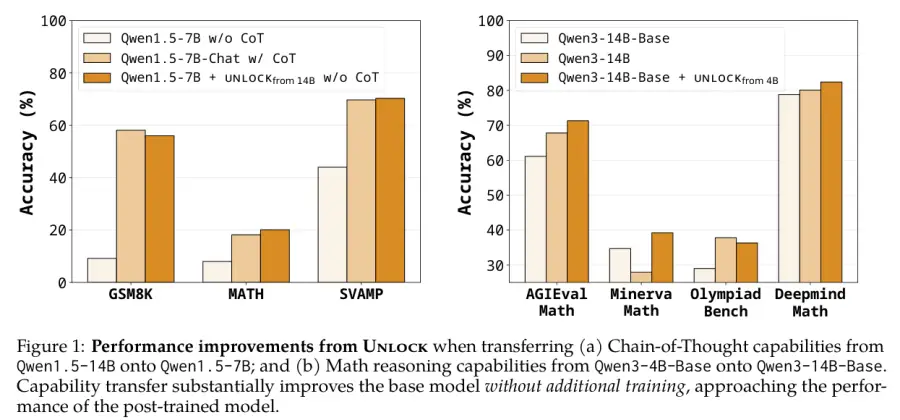 100
80
60
40
20
0
Accuracy (%)
Qwen1.5-7B w/o CoT
Qwen1.5-7B-Chat w/ CoT
Qwen1.5-7B + UNLOCK from 14B w/o CoT
GSM8K
MATH
SVAMP
100
90
80
70
60
50
40
30
Accuracy (%)
Qwen3-14B-Base
Qwen3-14B
Qwen3-14B-Base + UNLOCK from 4B
AGIEval
Math
Minerva
Math
Olympiad
Bench
Deepmind
Math
Figure 1: Performance improvements from UNLOCK when transferring (a) Chain-of-Thought capabilities from
Qwen1.5-14B onto Qwen1.5-7B; and (b) Math reasoning capabilities from Qwen3-4B-Base onto Qwen3-14B-Base.
Capability transfer substantially improves the base model without additional training, approaching the perfor-
mance of the post-trained model.